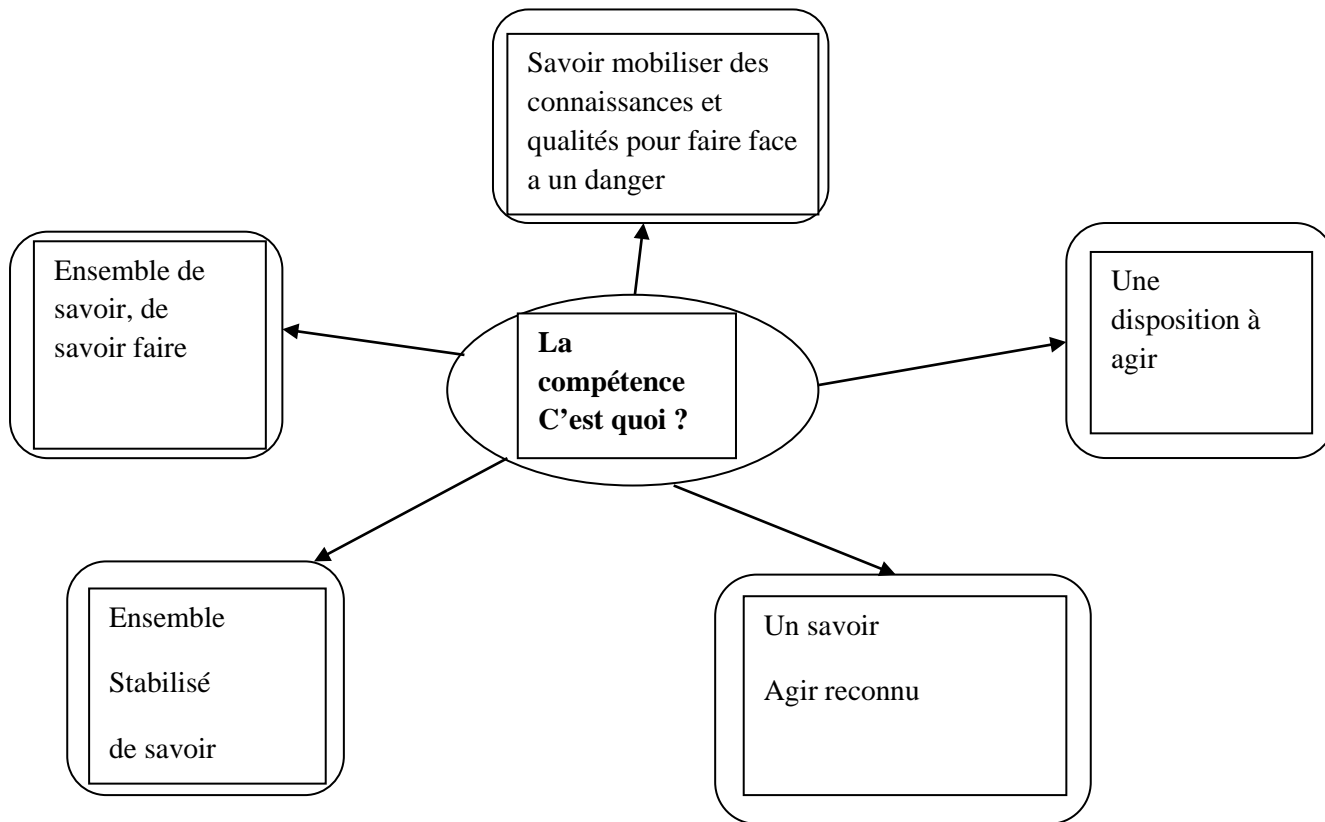 Savoir mobiliser des
connaissances et
qualités pour faire face
a un danger
Ensemble de
savoir, de
savoir faire
Une
disposition à
agir
La
compétence
C’est quoi ?
Ensemble
Stabilisé
de savoir
Un savoir
Agir reconnu